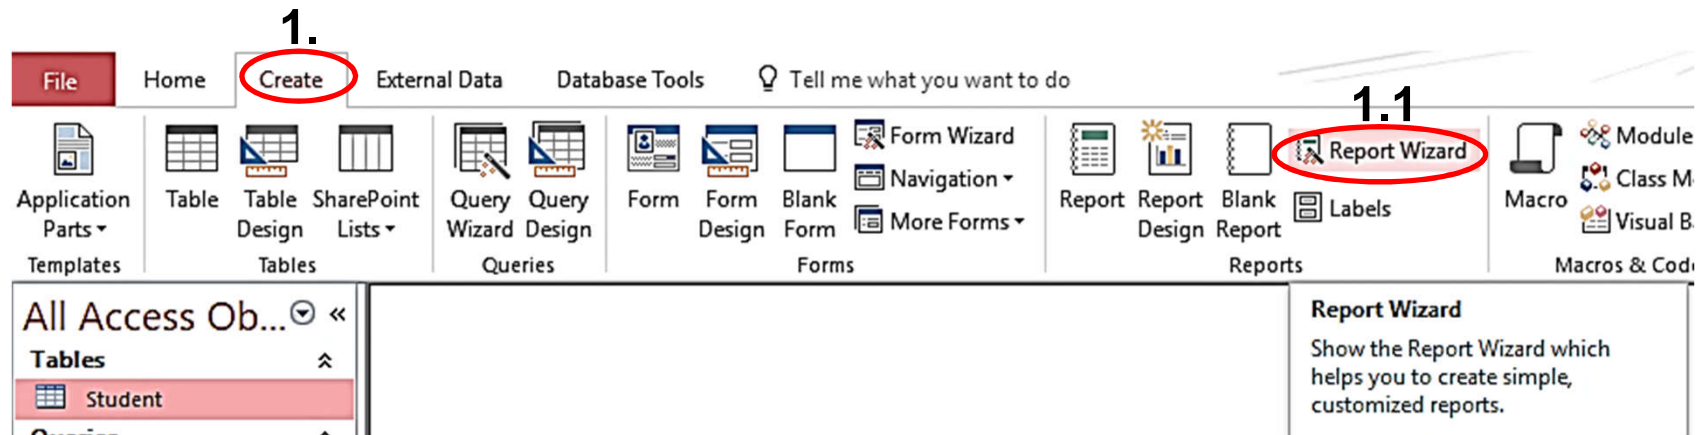 1.
File Home Create External Data Database Tools Tell me what you want to do
1.1
Application Parts
Table
Table Design
SharePoint Lists
Query Wizard
Query Design
Form
Form Design
Blank Form
Form Wizard
Navigation
More Forms
Report
Report Design
Blank Report
Report Wizard
Labels
Macro
Module
Class M
Visual B
Templates Tables Queries Forms Reports Macros & Cod
All Access Ob... «
Tables
Student
Report Wizard
Show the Report Wizard which
helps you to create simple,
customized reports.